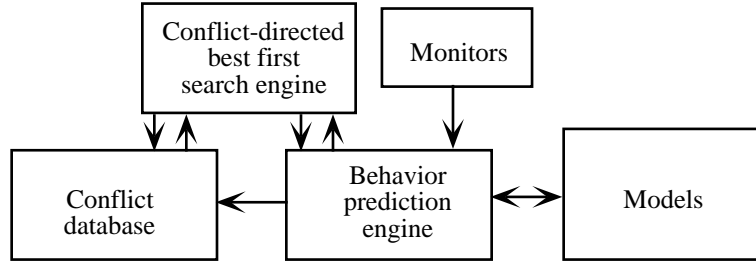 Conflict-directed
best first
search engine
Monitors
Conflict
database
Behavior
prediction
engine
Models